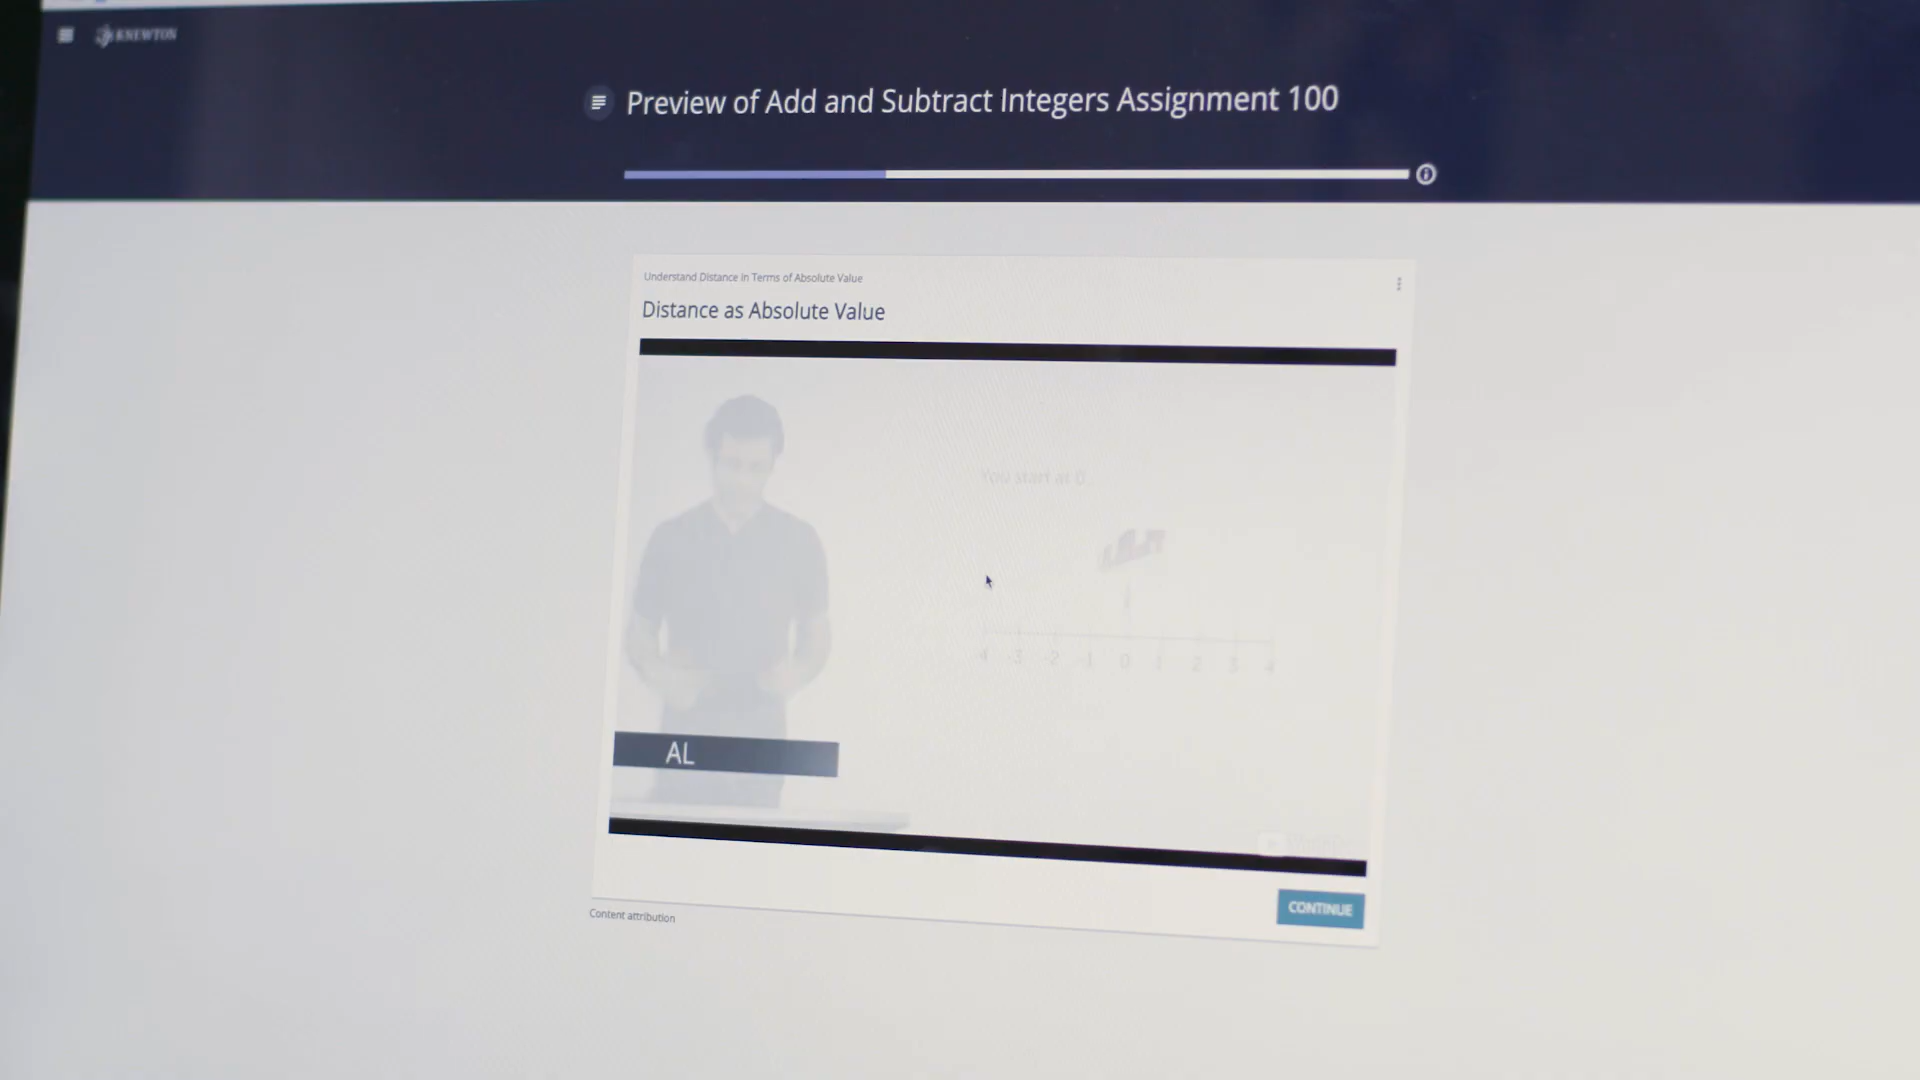 KNEWTON
Preview of Add and Subtract Integers Assignment 100
Understand Distance in Terms of Absolute Value
Distance as Absolute Value
You start at 0.
-4 -3 -2 -1 0 1 2 3 4
AL
CONTINUE
Content attribution